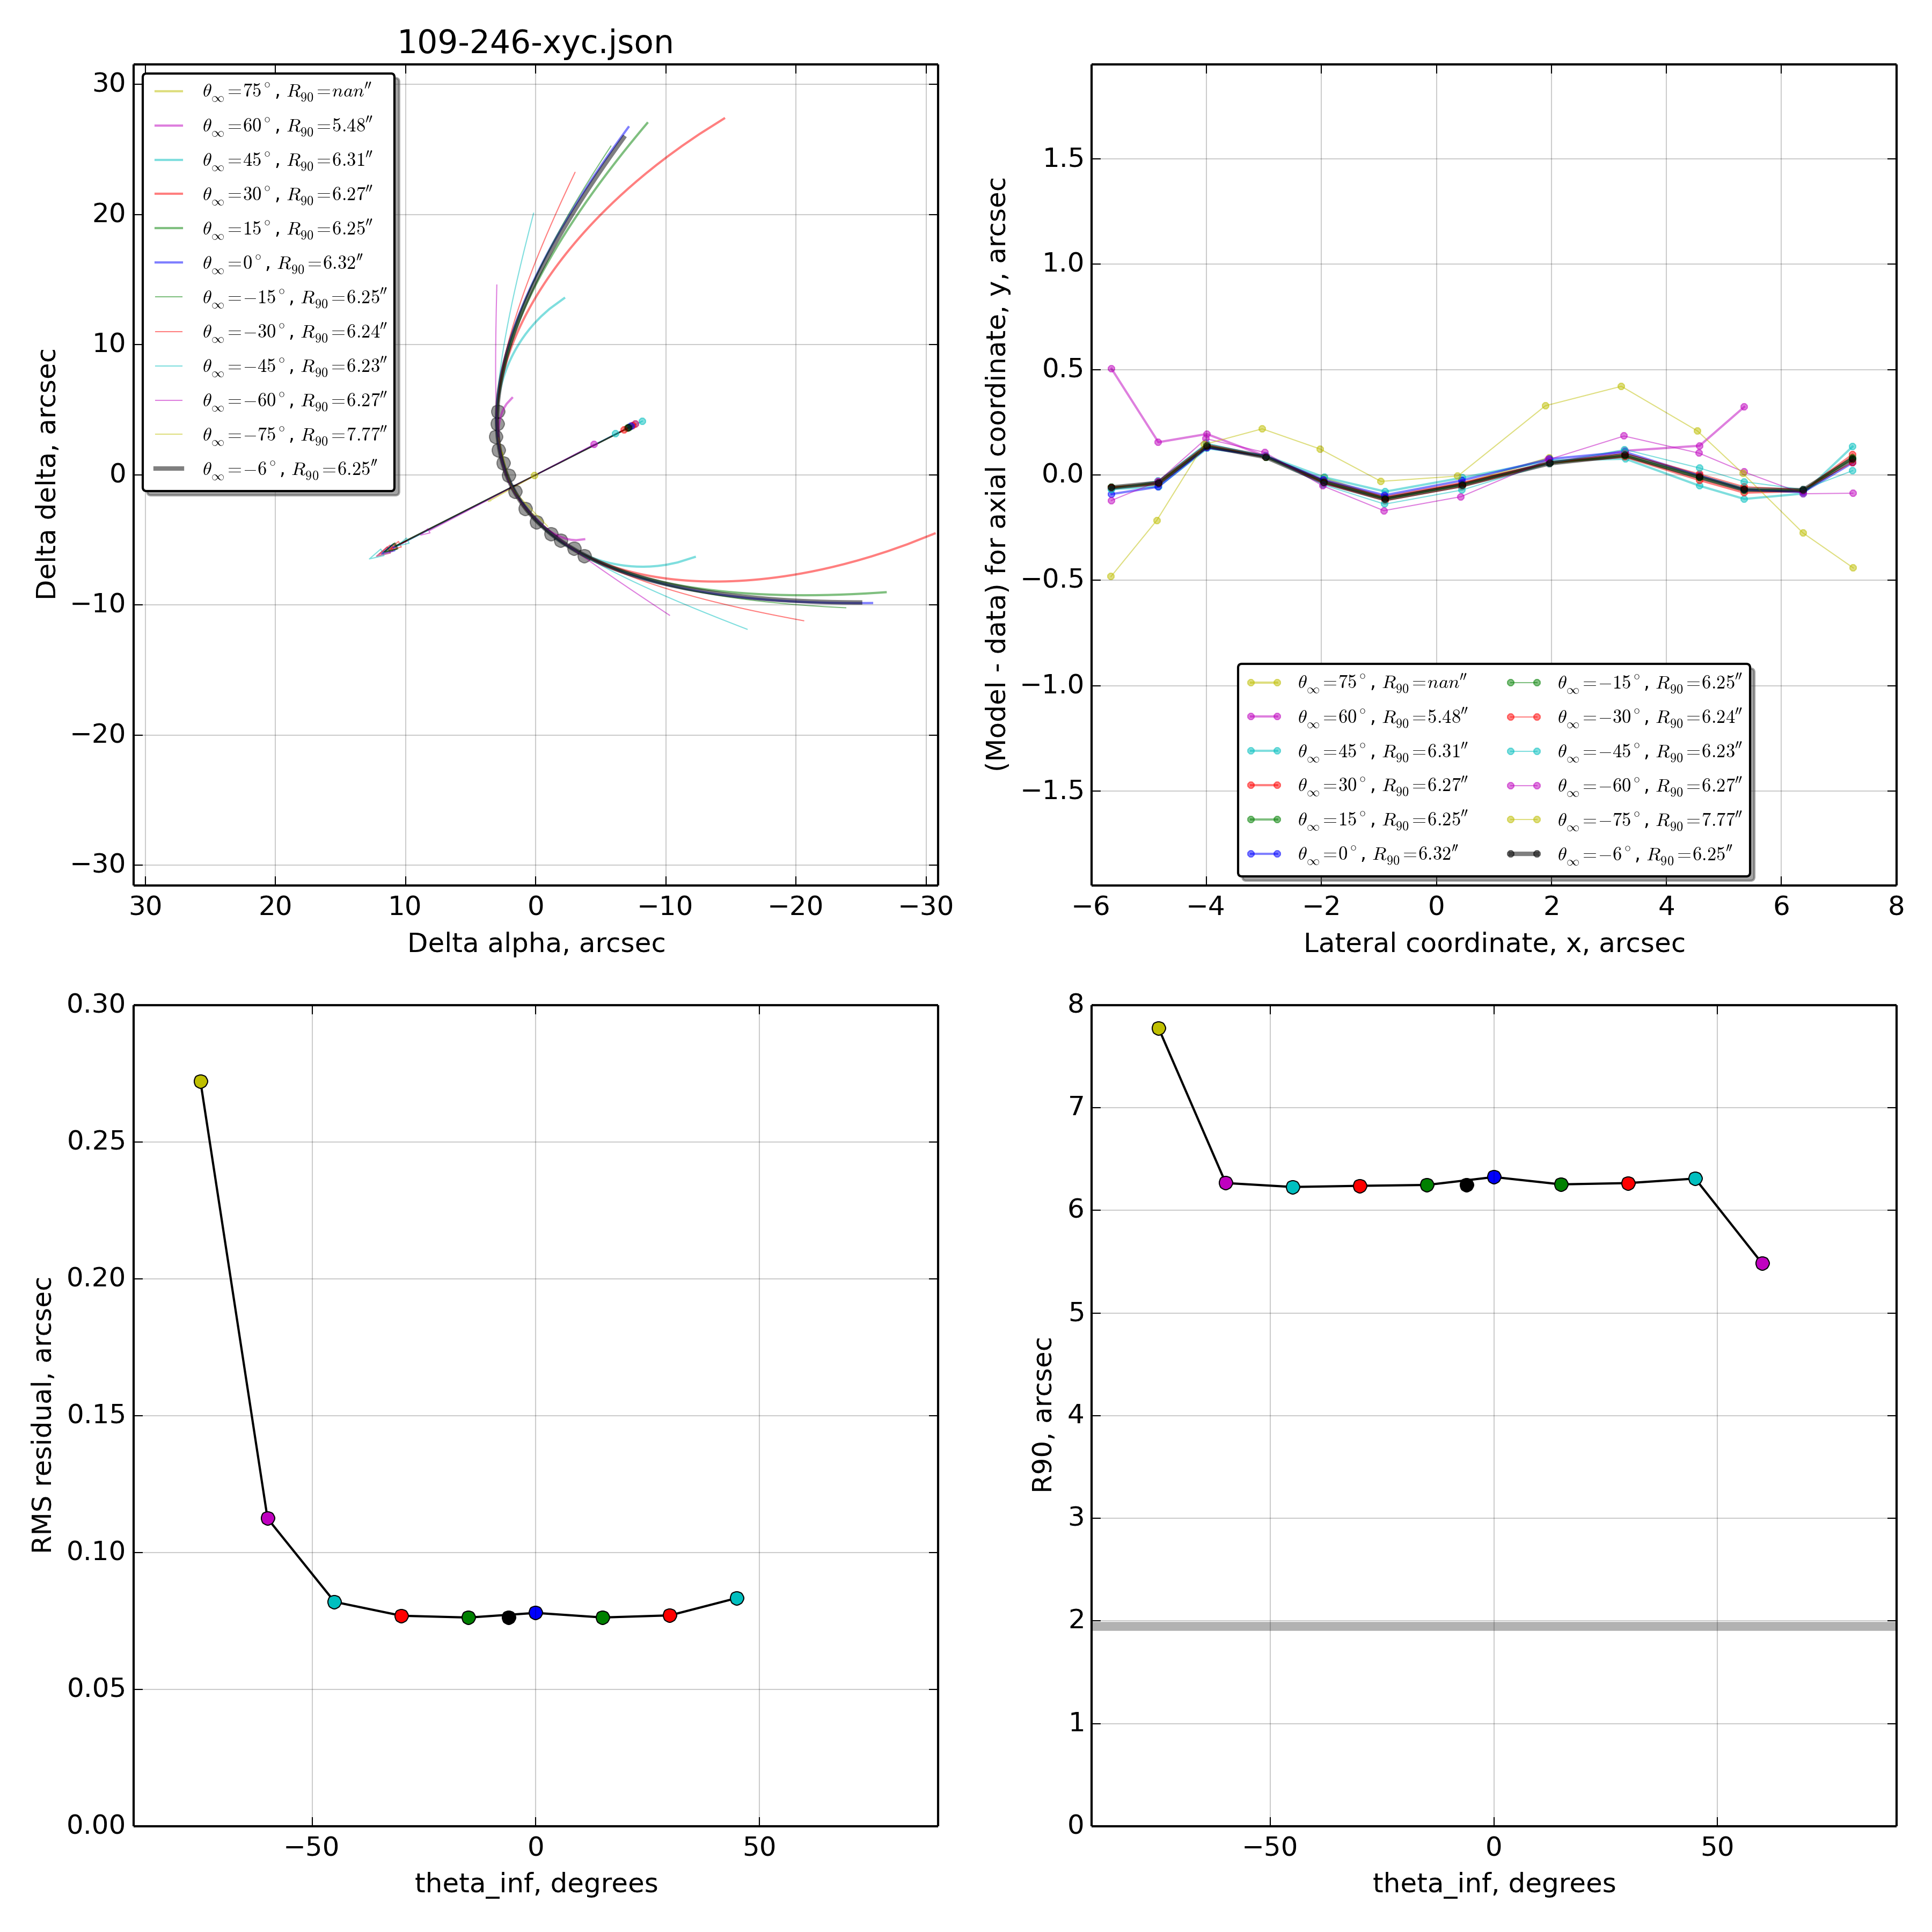 109-246-xyc.json
30
20
10
0
−10
−20
−30
Delta delta, arcsec
θ∞=75°, R90=nan″
θ∞=60°, R90=5.48″
θ∞=45°, R90=6.31″
θ∞=30°, R90=6.27″
θ∞=15°, R90=6.25″
θ∞=0°, R90=6.32″
θ∞=−15°, R90=6.25″
θ∞=−30°, R90=6.24″
θ∞=−45°, R90=6.23″
θ∞=−60°, R90=6.27″
θ∞=−75°, R90=7.77″
θ∞=−6°, R90=6.25″
30 20 10 0 −10 −20 −30
Delta alpha, arcsec
1.5
1.0
0.5
0.0
−0.5
−1.0
−1.5
(Model - data) for axial coordinate, y, arcsec
θ∞=75°, R90=nan″
θ∞=60°, R90=5.48″
θ∞=45°, R90=6.31″
θ∞=30°, R90=6.27″
θ∞=15°, R90=6.25″
θ∞=0°, R90=6.32″
θ∞=−15°, R90=6.25″
θ∞=−30°, R90=6.24″
θ∞=−45°, R90=6.23″
θ∞=−60°, R90=6.27″
θ∞=−75°, R90=7.77″
θ∞=−6°, R90=6.25″
−6 −4 −2 0 2 4 6 8
Lateral coordinate, x, arcsec
0.30
0.25
0.20
0.15
0.10
0.05
0.00
RMS residual, arcsec
−50 0 50
theta_inf, degrees
8
7
6
5
4
3
2
1
0
R90, arcsec
−50 0 50
theta_inf, degrees